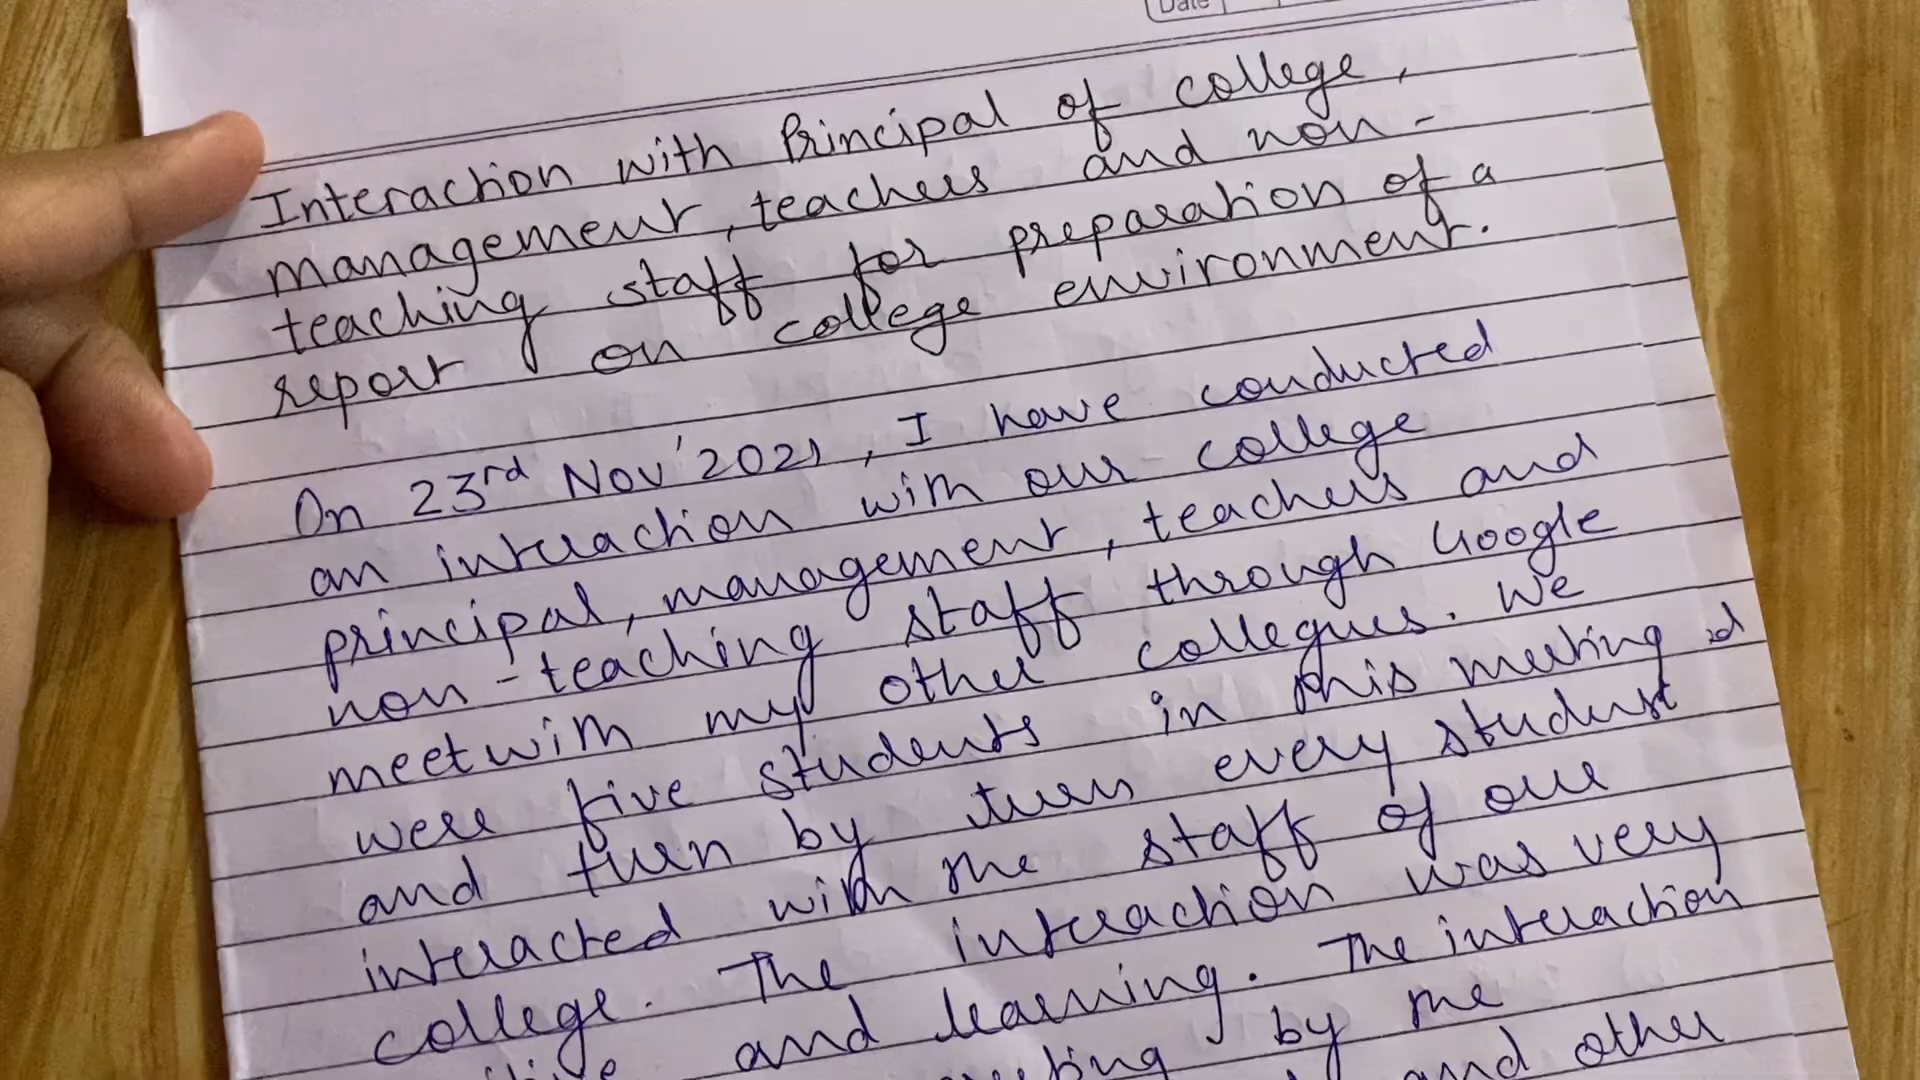 Date
Interaction with Principal of college,
management, teachers and non-
teaching staff for preparation of a
report on college environment.
On 23rd Nov'2021, I have conducted
an interaction with our college
principal, management, teachers and
non-teaching staff through Google
meet with my other collegues. We
were five students in this meeting
and turn by turn every student
interacted with the staff of our
college. The interaction was very
and learning. The interaction
by the
and other